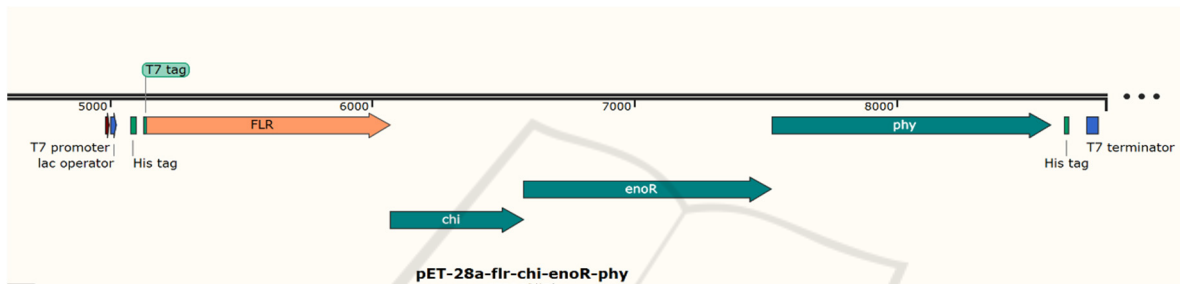 T7 tag
5000 6000 7000 8000
FLR phy
T7 promoter
lac operator His tag His tag T7 terminator
enoR
chi
pET-28a-flr-chi-enoR-phy